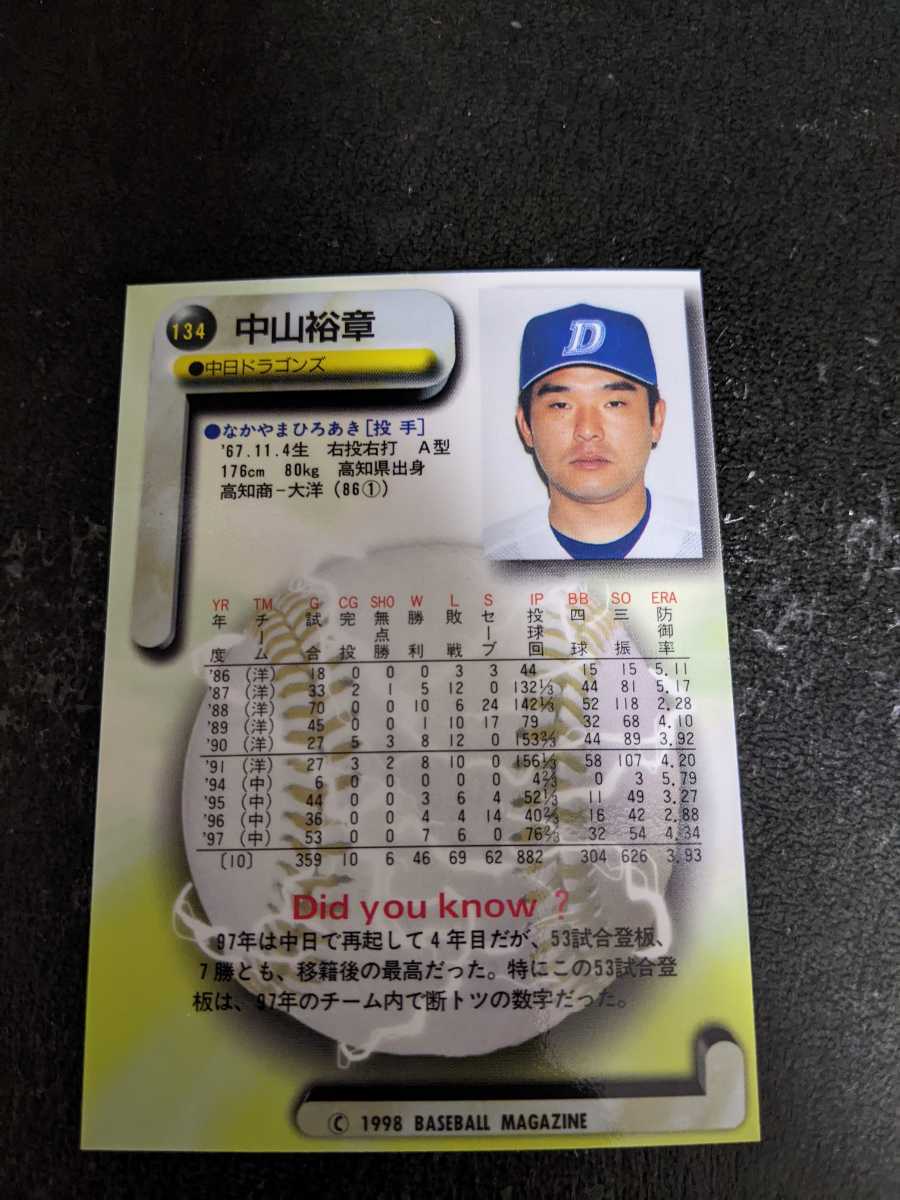 134 中山裕章
●中日ドラゴンズ
D
●なかやまひろあき[投 手]
'67.11.4生 右投右打 A型
176cm 80kg 高知県出身
高知商－大洋(86①)
YR TM G CG SHO W L S IP BB SO ERA
年度 チーム 試合 完投 無点勝 勝利 敗戦 セーブ 投球回 四球 三振 防御率
'86 (洋) 18 0 0 0 3 3 44 15 15 5.11
'87 (洋) 33 2 1 5 12 0 132⅓ 44 81 5.17
'88 (洋) 70 0 0 10 6 24 142⅓ 52 118 2.28
'89 (洋) 45 0 0 1 10 17 79 32 68 4.10
'90 (洋) 27 5 3 8 12 0 153⅔ 44 89 3.92
'91 (洋) 27 3 2 8 10 0 156⅓ 58 107 4.20
'94 (中) 6 0 0 0 0 0 4⅔ 0 3 5.79
'95 (中) 44 0 0 3 6 4 52⅓ 11 49 3.27
'96 (中) 36 0 0 4 4 14 40⅔ 16 42 2.88
'97 (中) 53 0 0 7 6 0 76⅔ 32 54 4.34
〔10〕 359 10 6 46 69 62 882 304 626 3.93
Did you know ?
97年は中日で再起して4年目だが、53試合登板、
7勝とも、移籍後の最高だった。特にこの53試合登
板は、97年のチーム内で断トツの数字だった。
© 1998 BASEBALL MAGAZINE